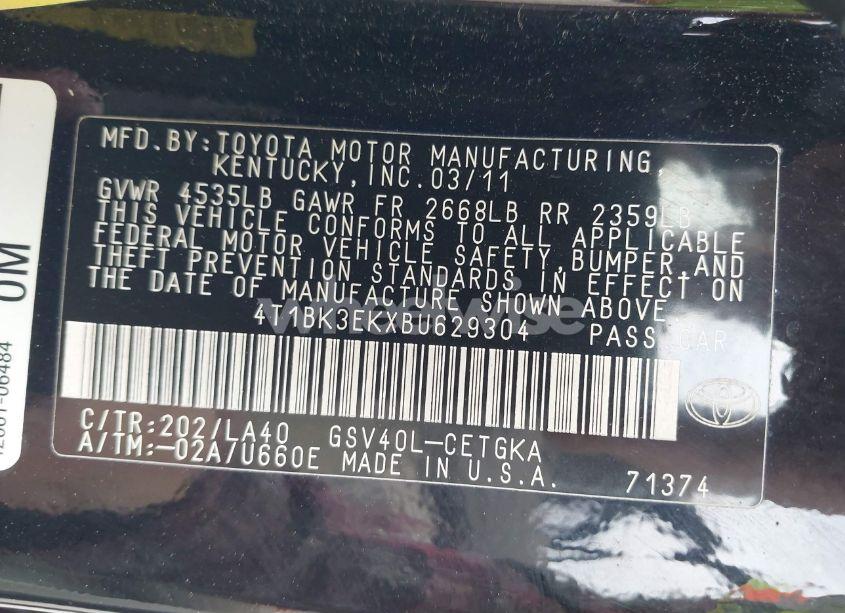 MFD.BY:TOYOTA MOTOR MANUFACTURING,
KENTUCKY,INC.03/11
GVWR 4535LB GAWR FR 2668LB RR 2359LB
THIS VEHICLE CONFORMS TO ALL APPLICABLE
FEDERAL MOTOR VEHICLE SAFETY,BUMPER,AND
THEFT PREVENTION STANDARDS IN EFFECT ON
THE DATE OF MANUFACTURE SHOWN ABOVE.
4T1BK3EKXBU629304 PASS CAR
C/TR:202/LA40 GSV40L-CETGKA
A/TM:-02A/U660E MADE IN U.S.A. 71374
0M